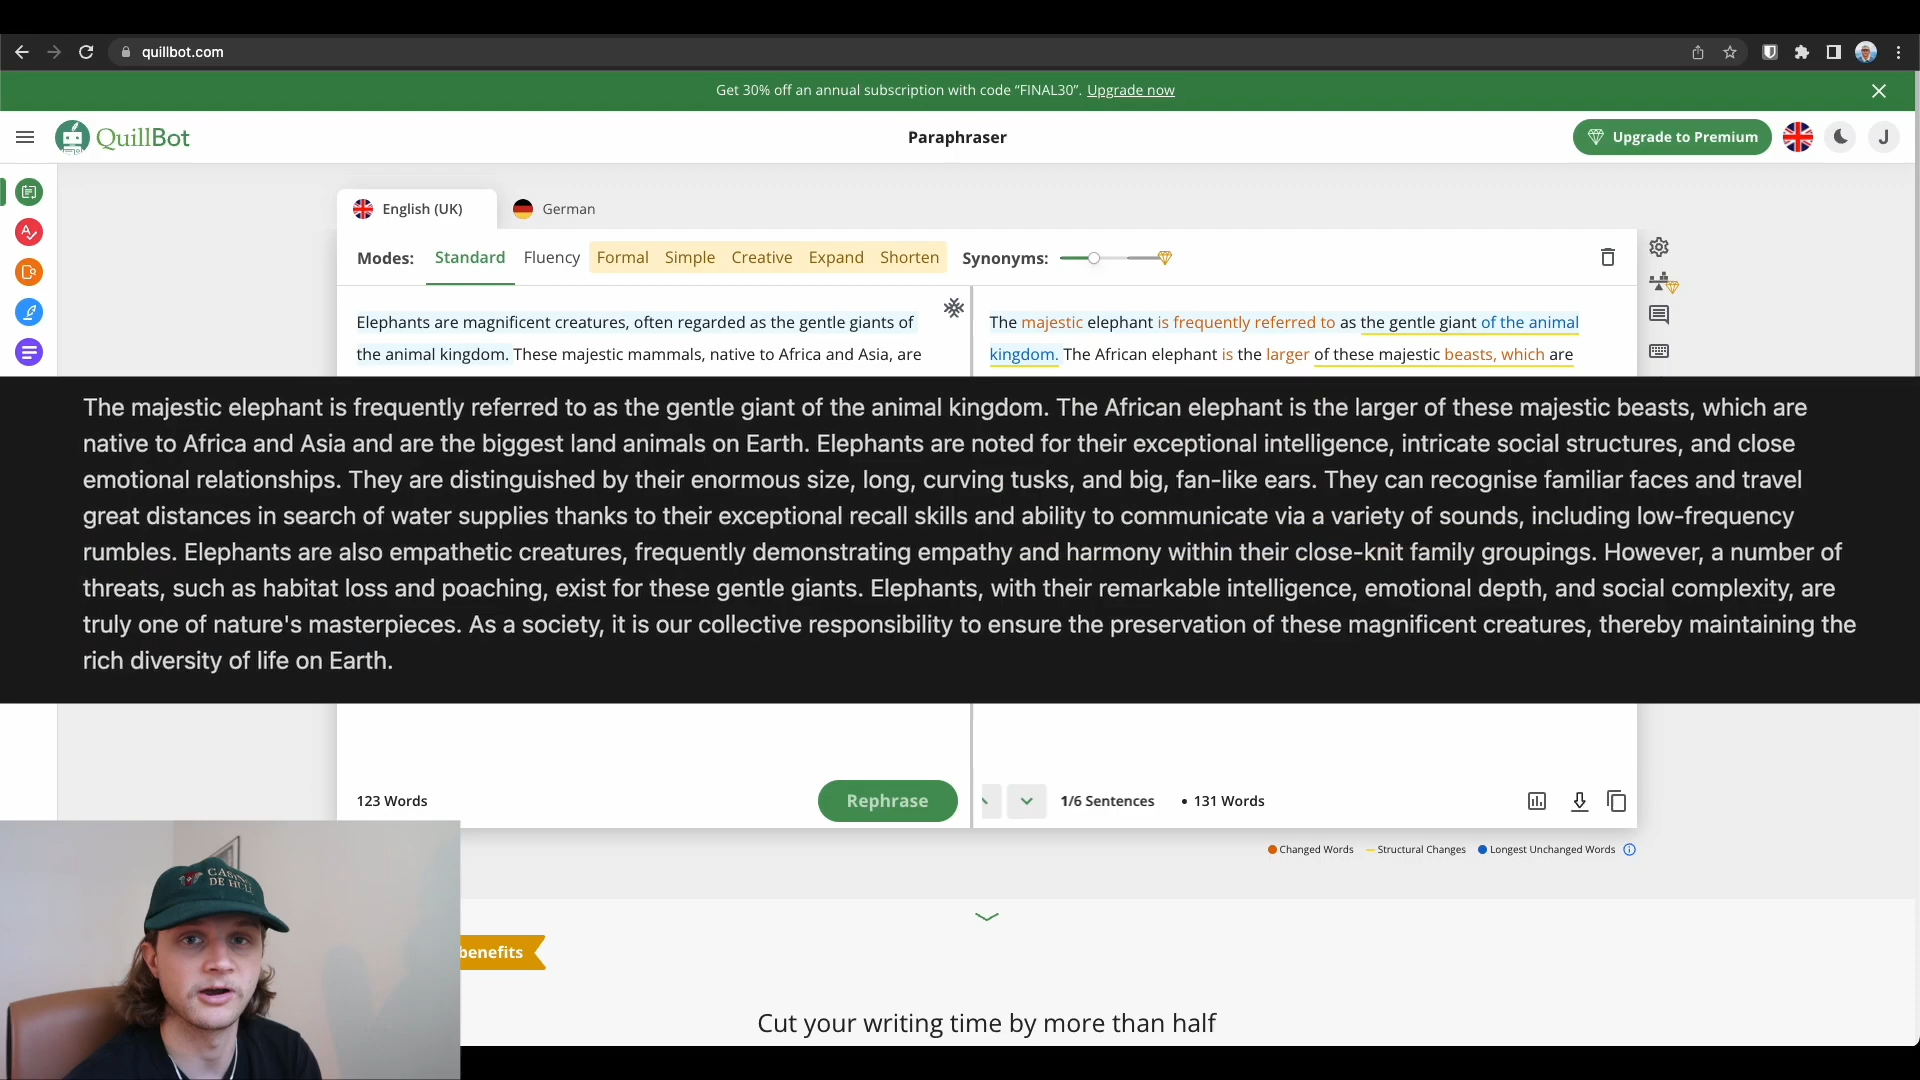 quillbot.com
Get 30% off an annual subscription with code "FINAL30". Upgrade now
QuillBot
Paraphraser
Upgrade to Premium
J
English (UK)
German
Modes: Standard Fluency Formal Simple Creative Expand Shorten Synonyms:
Elephants are magnificent creatures, often regarded as the gentle giants of
the animal kingdom. These majestic mammals, native to Africa and Asia, are
The majestic elephant is frequently referred to as the gentle giant of the animal
kingdom. The African elephant is the larger of these majestic beasts, which are
The majestic elephant is frequently referred to as the gentle giant of the animal kingdom. The African elephant is the larger of these majestic beasts, which are
native to Africa and Asia and are the biggest land animals on Earth. Elephants are noted for their exceptional intelligence, intricate social structures, and close
emotional relationships. They are distinguished by their enormous size, long, curving tusks, and big, fan-like ears. They can recognise familiar faces and travel
great distances in search of water supplies thanks to their exceptional recall skills and ability to communicate via a variety of sounds, including low-frequency
rumbles. Elephants are also empathetic creatures, frequently demonstrating empathy and harmony within their close-knit family groupings. However, a number of
threats, such as habitat loss and poaching, exist for these gentle giants. Elephants, with their remarkable intelligence, emotional depth, and social complexity, are
truly one of nature's masterpieces. As a society, it is our collective responsibility to ensure the preservation of these magnificent creatures, thereby maintaining the
rich diversity of life on Earth.
123 Words
Rephrase
1/6 Sentences • 131 Words
Changed Words Structural Changes Longest Unchanged Words
benefits
Cut your writing time by more than half